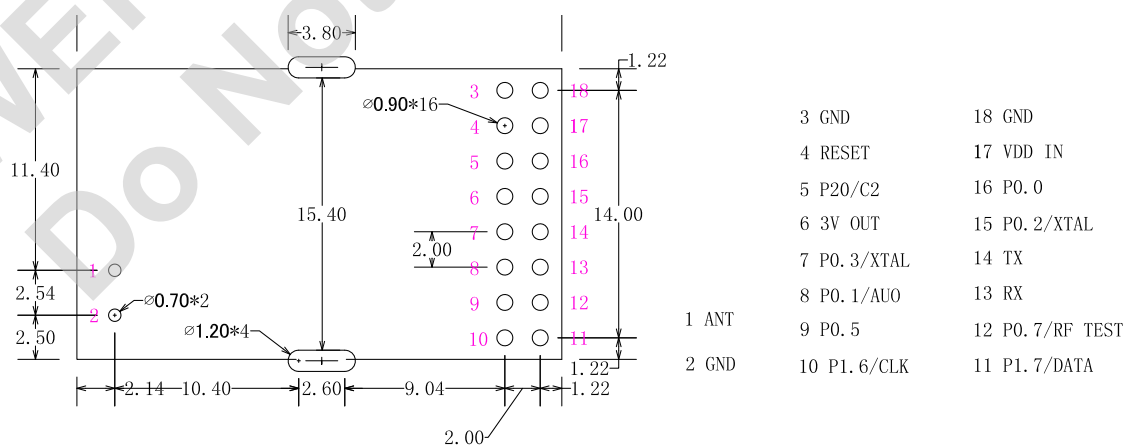 VE
Do No
3.80
1.22
3
18
⌀0.90*16
4
17
3 GND
18 GND
4 RESET
17 VDD IN
11.40
5
16
5 P20/C2
16 P0.0
6
15
15.40
14.00
6 3V OUT
15 P0.2/XTAL
7
14
2.00
7 P0.3/XTAL
14 TX
1
8
13
8 P0.1/AUO
13 RX
2.54
⌀0.70*2
9
12
2
⌀1.20*4
1 ANT
9 P0.5
12 P0.7/RF TEST
2.50
10
11
2 GND
10 P1.6/CLK
11 P1.7/DATA
1.22
2.14
10.40
2.60
9.04
1.22
2.00